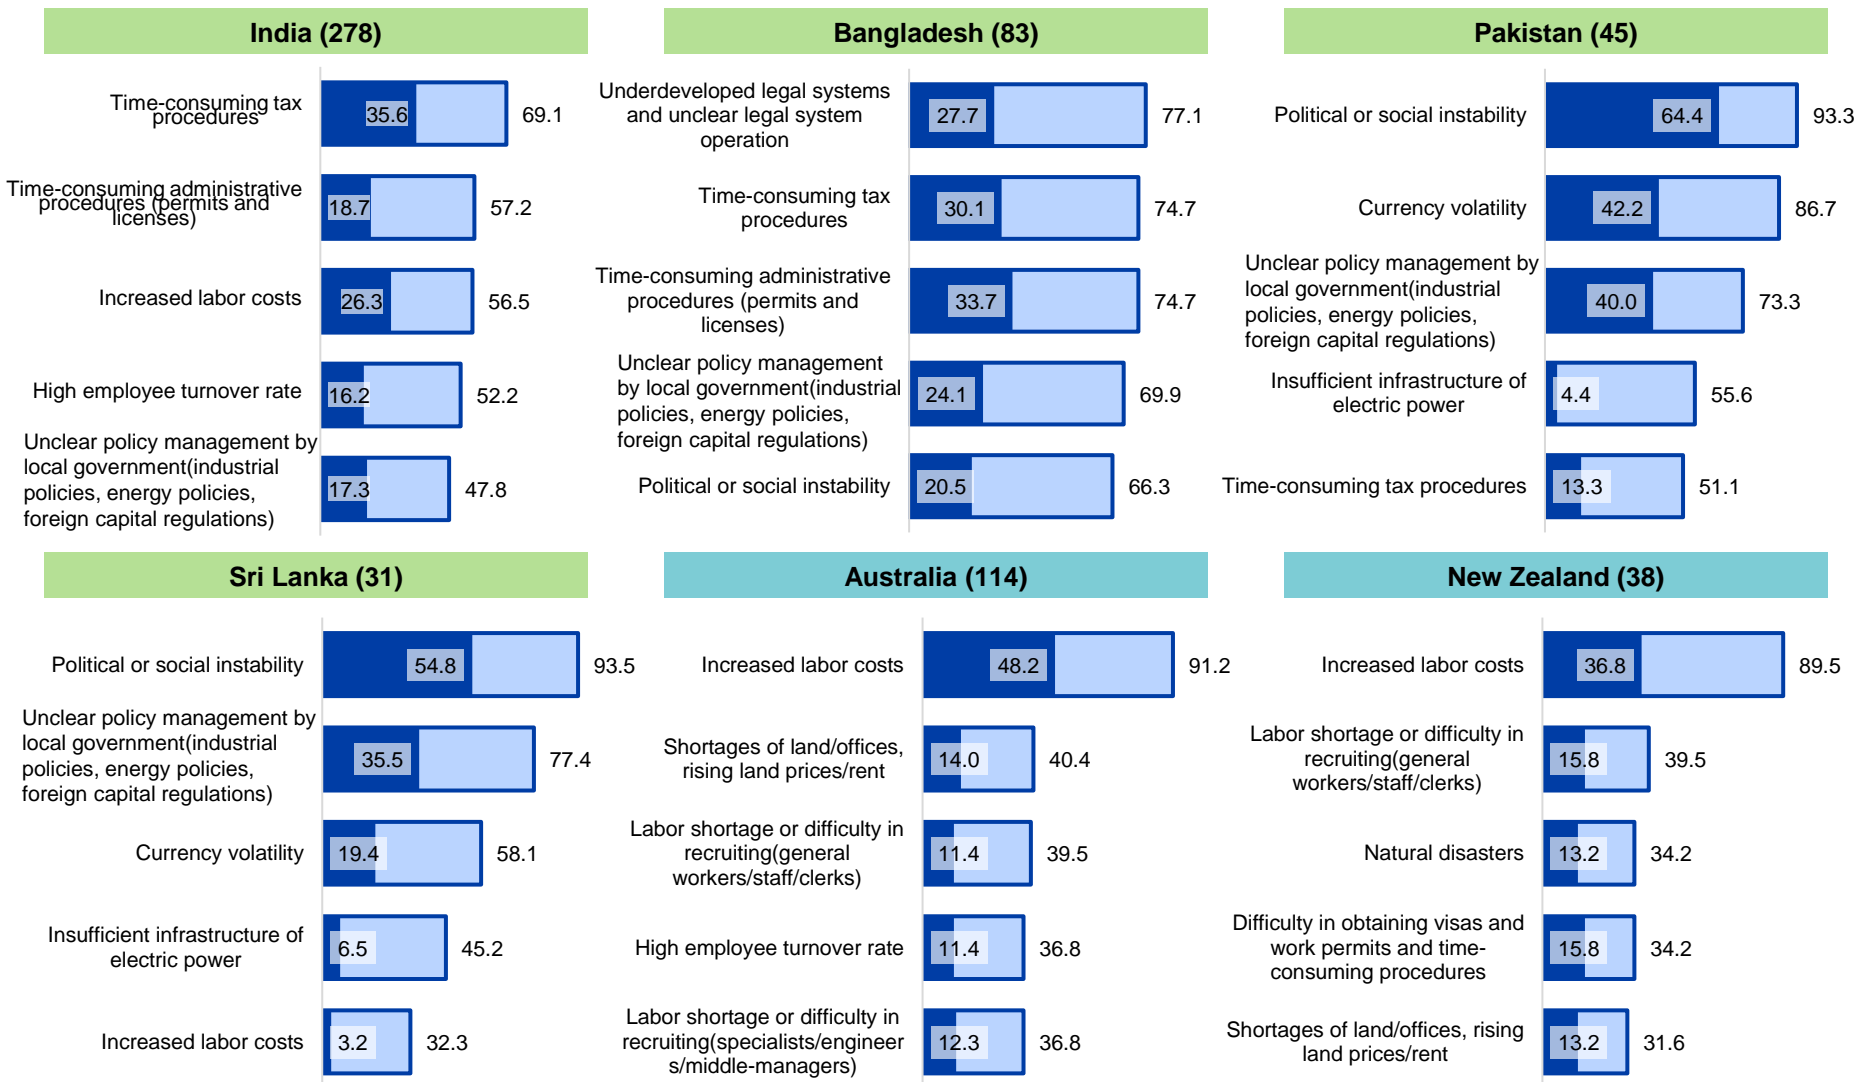 India (278)
Time-consuming tax
procedures
35.6
69.1
Time-consuming administrative
procedures (permits and
licenses)
18.7
57.2
Increased labor costs
26.3
56.5
High employee turnover rate
16.2
52.2
Unclear policy management by
local government(industrial
policies, energy policies,
foreign capital regulations)
17.3
47.8
Bangladesh (83)
Underdeveloped legal systems
and unclear legal system
operation
27.7
77.1
Time-consuming tax
procedures
30.1
74.7
Time-consuming administrative
procedures (permits and
licenses)
33.7
74.7
Unclear policy management
by local government(industrial
policies, energy policies,
foreign capital regulations)
24.1
69.9
Political or social instability
20.5
66.3
Pakistan (45)
Political or social instability
64.4
93.3
Currency volatility
42.2
86.7
Unclear policy management by
local government(industrial
policies, energy policies,
foreign capital regulations)
40.0
73.3
Insufficient infrastructure of
electric power
4.4
55.6
Time-consuming tax procedures
13.3
51.1
Sri Lanka (31)
Political or social instability
54.8
93.5
Unclear policy management by
local government(industrial
policies, energy policies,
foreign capital regulations)
35.5
77.4
Currency volatility
19.4
58.1
Insufficient infrastructure of
electric power
6.5
45.2
Increased labor costs
3.2
32.3
Australia (114)
Increased labor costs
48.2
91.2
Shortages of land/offices,
rising land prices/rent
14.0
40.4
Labor shortage or difficulty in
recruiting(general
workers/staff/clerks)
11.4
39.5
High employee turnover rate
11.4
36.8
Labor shortage or difficulty in
recruiting(specialists/engineer
s/middle-managers)
12.3
36.8
New Zealand (38)
Increased labor costs
36.8
89.5
Labor shortage or difficulty in
recruiting(general
workers/staff/clerks)
15.8
39.5
Natural disasters
13.2
34.2
Difficulty in obtaining visas and
work permits and time-
consuming procedures
15.8
34.2
Shortages of land/offices, rising
land prices/rent
13.2
31.6